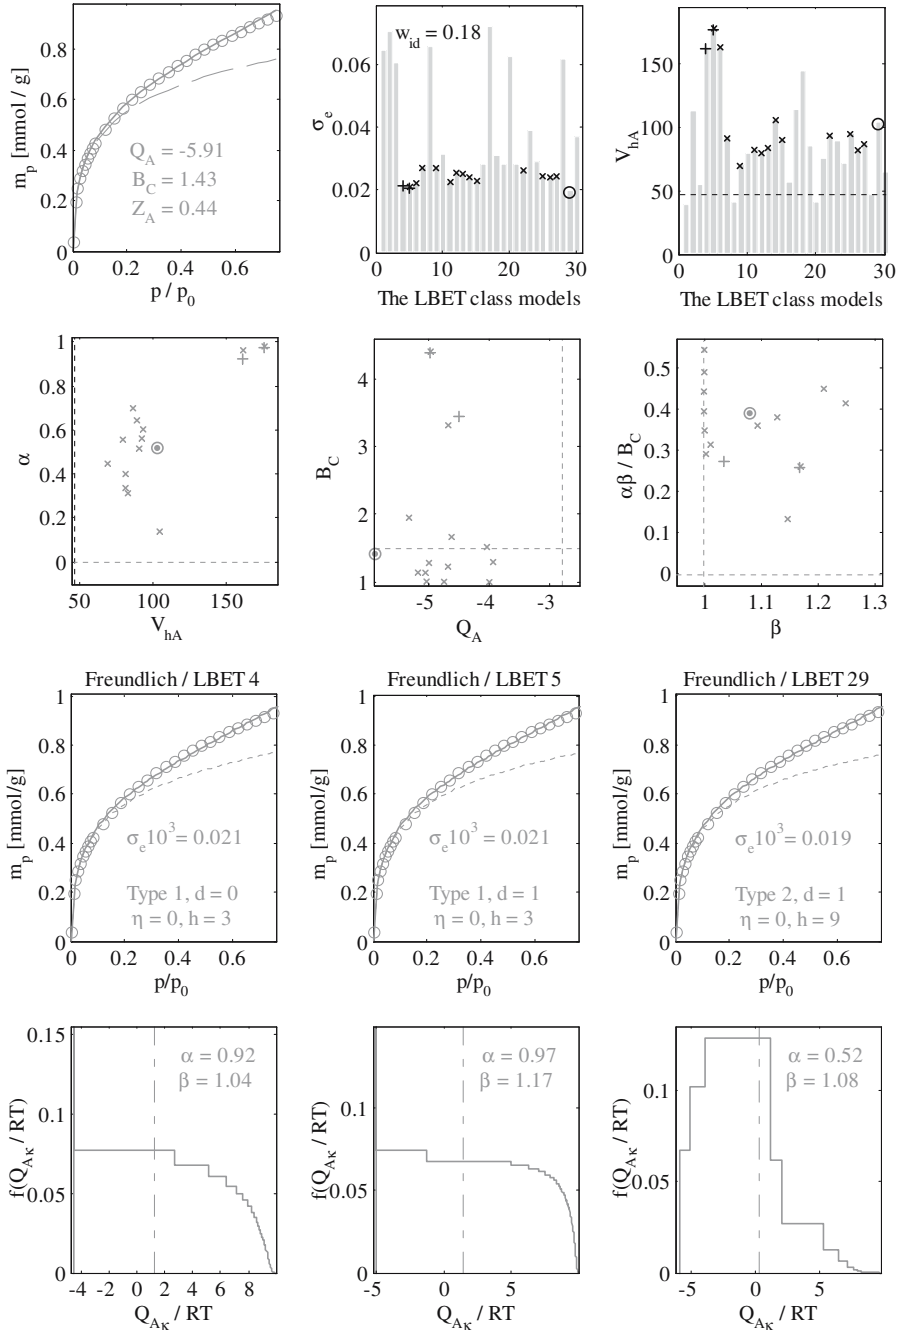 0.8
0.6
0.4
0.2
0
m_p [mmol / g]
Q_A = -5.91
B_C = 1.43
Z_A = 0.44
0 0.2 0.4 0.6
p / p_0
w_id = 0.18
0.06
0.04
0.02
0
σ_e
0 10 20 30
The LBET class models
150
100
50
0
V_hA
0 10 20 30
The LBET class models
1
0.8
0.6
0.4
0.2
0
α
50 100 150
V_hA
4
3
2
1
B_C
-5 -4 -3
Q_A
0.5
0.4
0.3
0.2
0.1
0
αβ / B_C
1 1.1 1.2 1.3
β
Freundlich / LBET 4
1
0.8
0.6
0.4
0.2
0
m_p [mmol/g]
σ_e10^3 = 0.021
Type 1, d = 0
η = 0, h = 3
0 0.2 0.4 0.6
p/p_0
Freundlich / LBET 5
1
0.8
0.6
0.4
0.2
0
m_p [mmol/g]
σ_e10^3 = 0.021
Type 1, d = 1
η = 0, h = 3
0 0.2 0.4 0.6
p/p_0
Freundlich / LBET 29
1
0.8
0.6
0.4
0.2
0
m_p [mmol/g]
σ_e10^3 = 0.019
Type 2, d = 1
η = 0, h = 9
0 0.2 0.4 0.6
p/p_0
0.15
0.1
0.05
0
f(Q_Aκ / RT)
α = 0.92
β = 1.04
-4 -2 0 2 4 6 8
Q_Aκ / RT
0.1
0.05
0
f(Q_Aκ / RT)
α = 0.97
β = 1.17
-5 0 5
Q_Aκ / RT
0.1
0.05
0
f(Q_Aκ / RT)
α = 0.52
β = 1.08
-5 0 5
Q_Aκ / RT